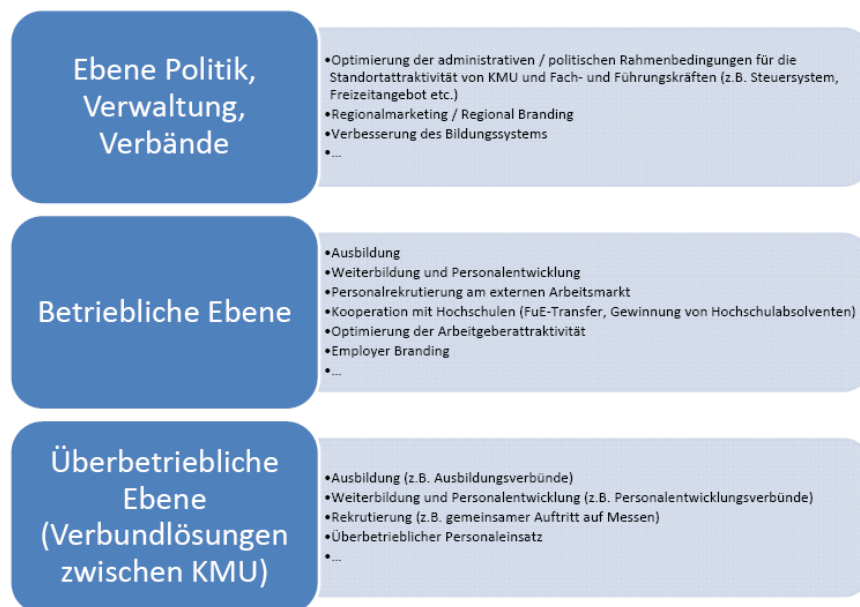 Ebene Politik,
Verwaltung,
Verbände
•Optimierung der administrativen / politischen Rahmenbedingungen für die
Standortattraktivität von KMU und Fach- und Führungskräften (z.B. Steuersystem,
Freizeitangebot etc.)
•Regionalmarketing / Regional Branding
•Verbesserung des Bildungssystems
•...
Betriebliche Ebene
•Ausbildung
•Weiterbildung und Personalentwicklung
•Personalrekrutierung am externen Arbeitsmarkt
•Kooperation mit Hochschulen (FuE-Transfer, Gewinnung von Hochschulabsolventen)
•Optimierung der Arbeitgeberattraktivität
•Employer Branding
•...
Überbetriebliche
Ebene
(Verbundlösungen
zwischen KMU)
•Ausbildung (z.B. Ausbildungsverbünde)
•Weiterbildung und Personalentwicklung (z.B. Personalentwicklungsverbünde)
•Rekrutierung (z.B. gemeinsamer Auftritt auf Messen)
•Überbetrieblicher Personaleinsatz
•...